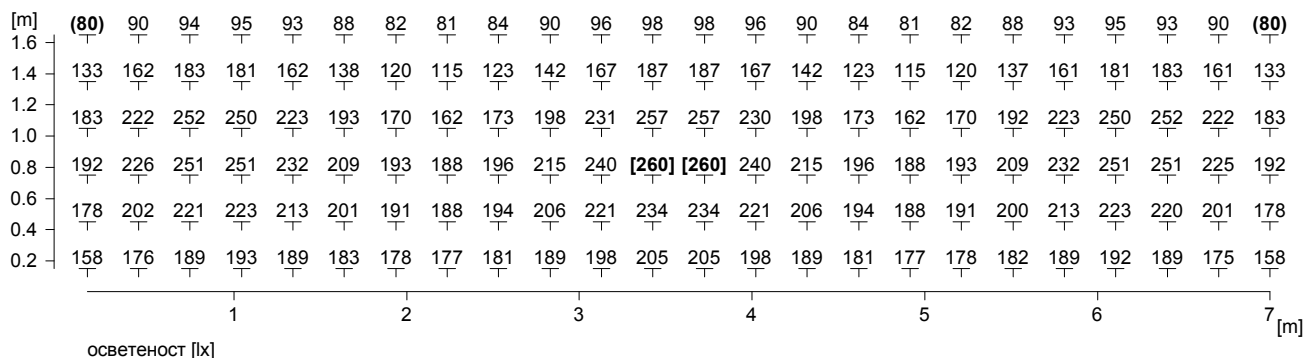 [m] (80) 90 94 95 93 88 82 81 84 90 96 98 98 96 90 84 81 82 88 93 95 93 90 (80)
1.6
1.4 133 162 183 181 162 138 120 115 123 142 167 187 187 167 142 123 115 120 137 161 181 183 161 133
1.2
1.0 183 222 252 250 223 193 170 162 173 198 231 257 257 230 198 173 162 170 192 223 250 252 222 183
0.8 192 226 251 251 232 209 193 188 196 215 240 [260] [260] 240 215 196 188 193 209 232 251 251 225 192
0.6
0.4 178 202 221 223 213 201 191 188 194 206 221 234 234 221 206 194 188 191 200 213 223 220 201 178
0.2 158 176 189 193 189 183 178 177 181 189 198 205 205 198 189 181 177 178 182 189 192 189 175 158
1 2 3 4 5 6 7
[m]
осветеност [lx]